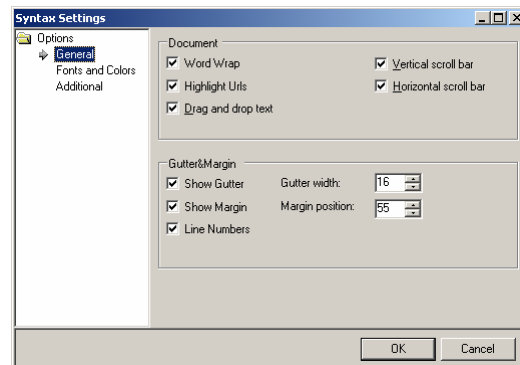 Syntax Settings
Options
General
Fonts and Colors
Additional
Document
Word Wrap
Vertical scroll bar
Highlight Urls
Horizontal scroll bar
Drag and drop text
Gutter&Margin
Show Gutter
Gutter width:
16
Show Margin
Margin position:
55
Line Numbers
OK
Cancel